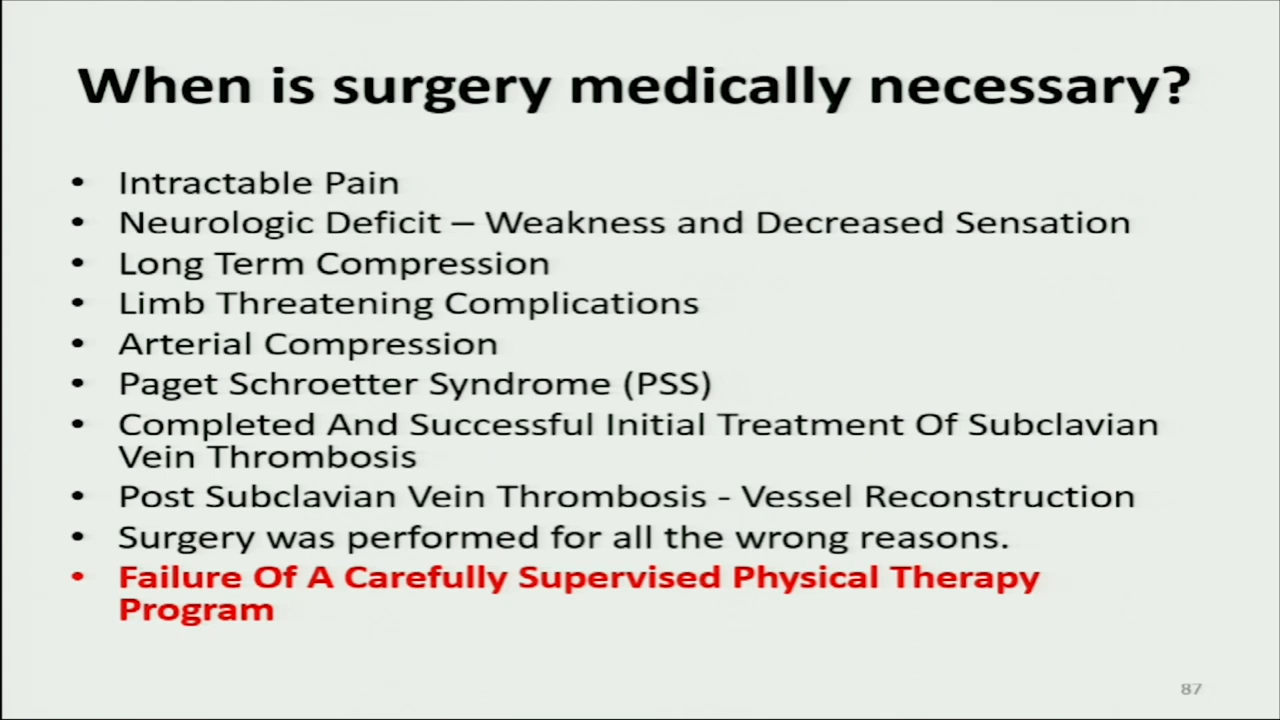 When is surgery medically necessary?
• Intractable Pain
• Neurologic Deficit – Weakness and Decreased Sensation
• Long Term Compression
• Limb Threatening Complications
• Arterial Compression
• Paget Schroetter Syndrome (PSS)
• Completed And Successful Initial Treatment Of Subclavian
Vein Thrombosis
• Post Subclavian Vein Thrombosis - Vessel Reconstruction
• Surgery was performed for all the wrong reasons.
• Failure Of A Carefully Supervised Physical Therapy
Program
87